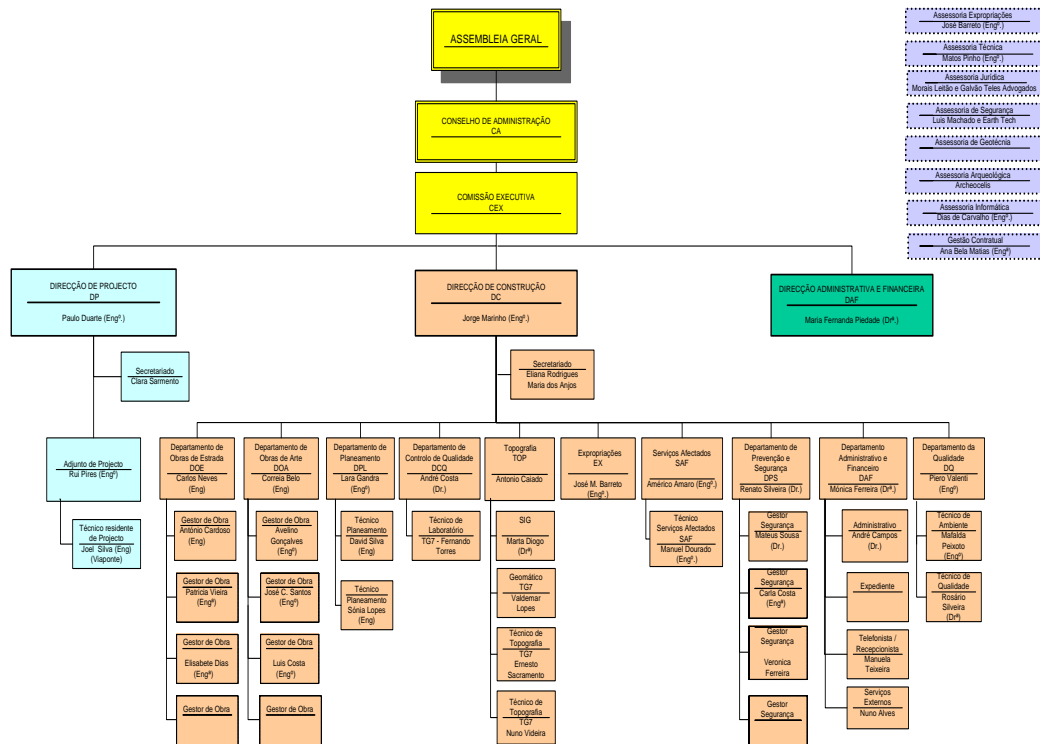 ASSEMBLEIA GERAL
CONSELHO DE ADMINISTRAÇÃO
CA
COMISSÃO EXECUTIVA
CEX
Assessoria Expropriações
José Barreto (Engº.)
Assessoria Técnica
Matos Pinho (Engº.)
Assessoria Jurídica
Morais Leitão e Galvão Teles Advogados
Assessoria de Segurança
Luis Machado e Earth Tech
Assessoria de Geotécnia
Assessoria Arqueológica
Archeocelis
Assessoria Informática
Dias de Carvalho (Engº.)
Gestão Contratual
Ana Bela Matias (Engª)
DIRECÇÃO DE PROJECTO
DP
Paulo Duarte (Engº.)
DIRECÇÃO DE CONSTRUÇÃO
DC
Jorge Marinho (Engº.)
DIRECÇÃO ADMINISTRATIVA E FINANCEIRA
DAF
Maria Fernanda Piedade (Drª.)
Secretariado
Clara Sarmento
Secretariado
Eliana Rodrigues
Maria dos Anjos
Adjunto de Projecto
Rui Pires (Engº)
Técnico residente
de Projecto
Joel Silva (Eng)
(Viaponte)
Departamento de
Obras de Estrada
DOE
Carlos Neves
(Eng)
Gestor de Obra
António Cardoso
(Eng)
Gestor de Obra
Patricia Vieira
(Engª)
Gestor de Obra
Elisabete Dias
(Engª)
Gestor de Obra
Departamento de
Obras de Arte
DOA
Correia Belo
(Eng)
Gestor de Obra
Avelino
Gonçalves
(Engº)
Gestor de Obra
José C. Santos
(Engº)
Gestor de Obra
Luis Costa
(Engº)
Gestor de Obra
Departamento de
Planeamento
DPL
Lara Gandra
(Engº)
Técnico
Planeamento
David Silva
(Eng)
Técnico
Planeamento
Sónia Lopes
(Eng)
Departamento de
Controlo de Qualidade
DCQ
André Costa
(Dr.)
Técnico de
Laboratório
TG7 - Fernando
Torres
Topografia
TOP
Antonio Caiado
SIG
Marta Diogo
(Drª)
Geomático
TG7
Valdemar
Lopes
Técnico de
Topografia
TG7
Ernesto
Sacramento
Técnico de
Topografia
TG7
Nuno Videira
Expropriações
EX
José M. Barreto
(Engº.)
Serviços Afectados
SAF
Américo Amaro (Engº.)
Técnico
Serviços Afectados
SAF
Manuel Dourado
(Engº.)
Departamento de
Prevenção e
Segurança
DPS
Renato Silveira (Dr.)
Gestor
Segurança
Mateus Sousa
(Dr.)
Gestor
Segurança
Carla Costa
(Engª)
Gestor
Segurança
Veronica
Ferreira
Gestor
Segurança
Departamento
Administrativo e
Financeiro
DAF
Mónica Ferreira (Drª.)
Administrativo
André Campos
(Dr.)
Expediente
Telefonista /
Recepcionista
Manuela
Teixeira
Serviços
Externos
Nuno Alves
Departamento da
Qualidade
DQ
Piero Valenti
(Engº)
Técnico de
Ambiente
Mafalda
Peixoto
(Engº)
Técnico de
Qualidade
Rosário
Silveira
(Drª)